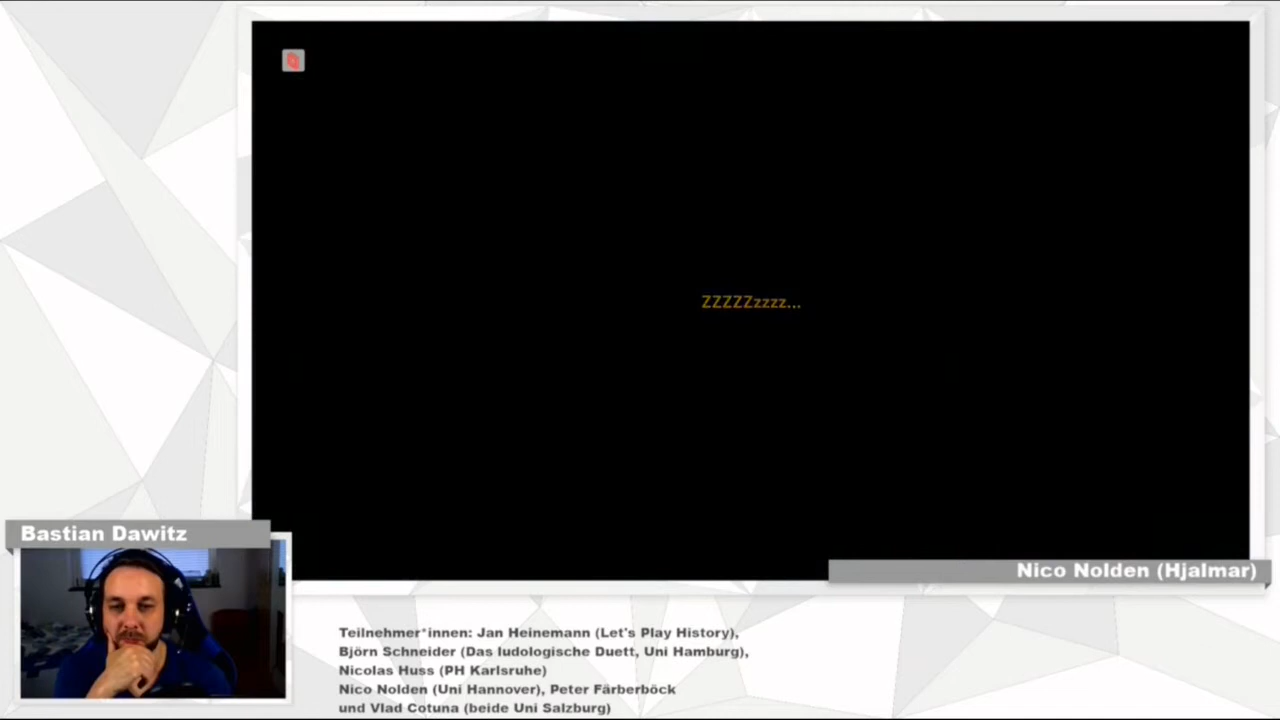 ZZZZZzzzz...
Bastian Dawitz
Nico Nolden (Hjalmar)
Teilnehmer*innen: Jan Heinemann (Let's Play History),
Björn Schneider (Das ludologische Duett, Uni Hamburg),
Nicolas Huss (PH Karlsruhe)
Nico Nolden (Uni Hannover), Peter Färberböck
und Vlad Cotuna (beide Uni Salzburg)